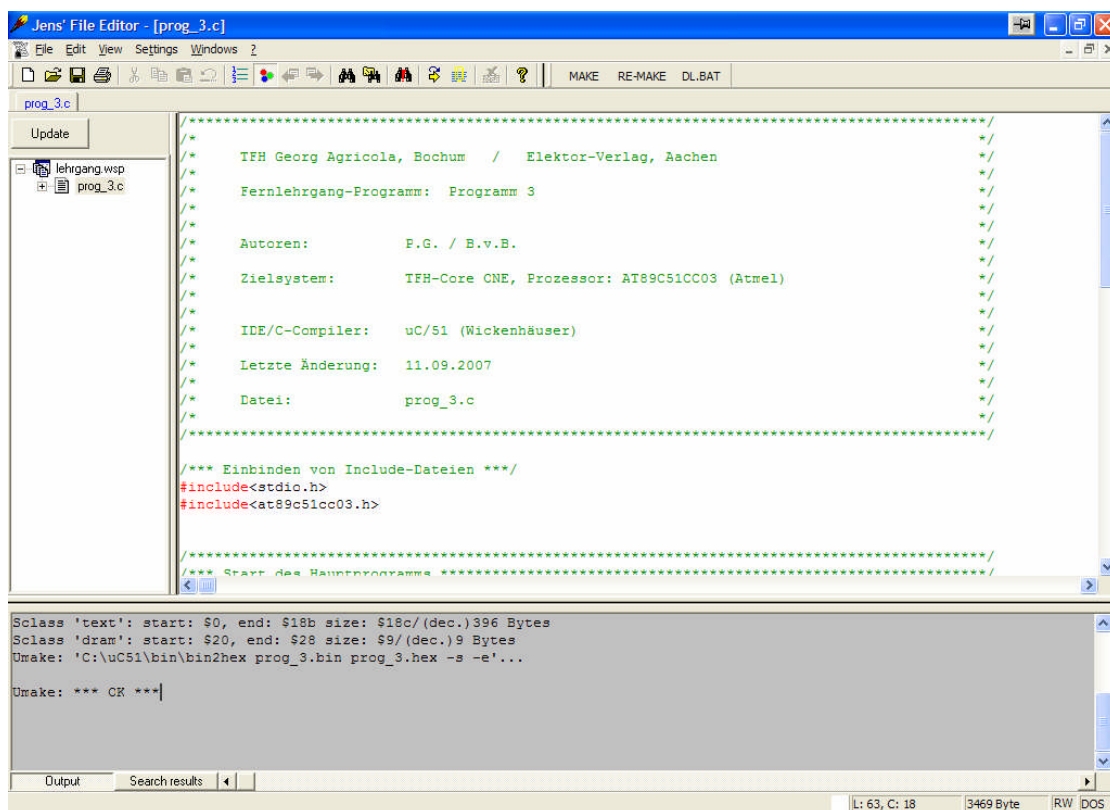 Jens' File Editor - [prog_3.c]
File Edit View Settings Windows ?
MAKE RE-MAKE DL.BAT
prog_3.c
Update
lehrgang.wsp
prog_3.c
/*******************************************************************************************/
/* */
/* TFH Georg Agricola, Bochum / Elektor-Verlag, Aachen */
/* */
/* Fernlehrgang-Programm: Programm 3 */
/* */
/* */
/* Autoren: P.G. / B.v.B. */
/* */
/* Zielsystem: TFH-Core CNE, Prozessor: AT89C51CC03 (Atmel) */
/* */
/* */
/* IDE/C-Compiler: uC/51 (Wickenhäuser) */
/* */
/* Letzte Änderung: 11.09.2007 */
/* */
/* Datei: prog_3.c */
/* */
/*******************************************************************************************/
/*** Einbinden von Include-Dateien ***/
#include<stdio.h>
#include<at89c51cc03.h>
/*******************************************************************************************/
/*** Start des Hauptprogramms **************************************************************/
Sclass 'text': start: $0, end: $18b size: $18c/(dec.)396 Bytes
Sclass 'dram': start: $20, end: $28 size: $9/(dec.)9 Bytes
Umake: 'C:\uC51\bin\bin2hex prog_3.bin prog_3.hex -s -e'...
Umake: *** OK ***
Output Search results
L: 63, C: 18 3469 Byte RW DOS